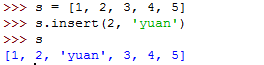 >>> s = [1, 2, 3, 4, 5]
>>> s.insert(2, 'yuan')
>>> s
[1, 2, 'yuan', 3, 4, 5]